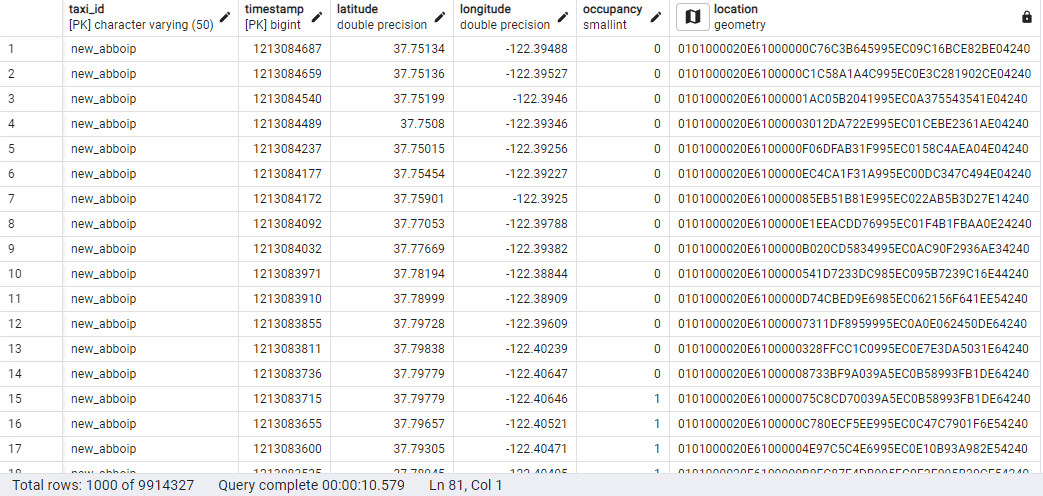 taxi_id timestamp latitude longitude occupancy location
[PK] character varying (50) [PK] bigint double precision double precision smallint geometry
1 new_abboip 1213084687 37.75134 -122.39488 0 0101000020E61000000C76C3B645995EC09C16BCE82BE04240
2 new_abboip 1213084659 37.75136 -122.39527 0 0101000020E6100000C1C58A1A4C995EC0E3C281902CE04240
3 new_abboip 1213084540 37.75199 -122.3946 0 0101000020E61000001AC05B2041995EC0A375543541E04240
4 new_abboip 1213084489 37.7508 -122.39346 0 0101000020E61000003012DA722E995EC01CEBE2361AE04240
5 new_abboip 1213084237 37.75015 -122.39256 0 0101000020E6100000F06DFAB31F995EC0158C4AEA04E04240
6 new_abboip 1213084177 37.75454 -122.39227 0 0101000020E6100000EC4CA1F31A995EC00DC347C494E04240
7 new_abboip 1213084172 37.75901 -122.3925 0 0101000020E610000085EB51B81E995EC022AB5B3D27E14240
8 new_abboip 1213084092 37.77053 -122.39788 0 0101000020E6100000E1EEACDD76995EC01F4B1FBAA0E24240
9 new_abboip 1213084032 37.77669 -122.39382 0 0101000020E6100000B020CD5834995EC0AC90F2936AE34240
10 new_abboip 1213083971 37.78194 -122.38844 0 0101000020E6100000541D7233DC985EC095B7239C16E44240
11 new_abboip 1213083910 37.78999 -122.38909 0 0101000020E6100000D74CBED9E6985EC062156F641EE54240
12 new_abboip 1213083855 37.79728 -122.39609 0 0101000020E61000007311DF8959995EC0A0E062450DE64240
13 new_abboip 1213083811 37.79838 -122.40239 0 0101000020E6100000328FFCC1C0995EC0E7E3DA5031E64240
14 new_abboip 1213083736 37.79779 -122.40647 0 0101000020E61000008733BF9A039A5EC0B58993FB1DE64240
15 new_abboip 1213083715 37.79779 -122.40646 1 0101000020E610000075C8CD70039A5EC0B58993FB1DE64240
16 new_abboip 1213083655 37.79657 -122.40521 1 0101000020E6100000C780ECF5EE995EC0C47C7901F6E54240
17 new_abboip 1213083600 37.79305 -122.40471 1 0101000020E61000004E97C5C4E6995EC0E10B93A982E54240
Total rows: 1000 of 9914327 Query complete 00:00:10.579 Ln 81, Col 1